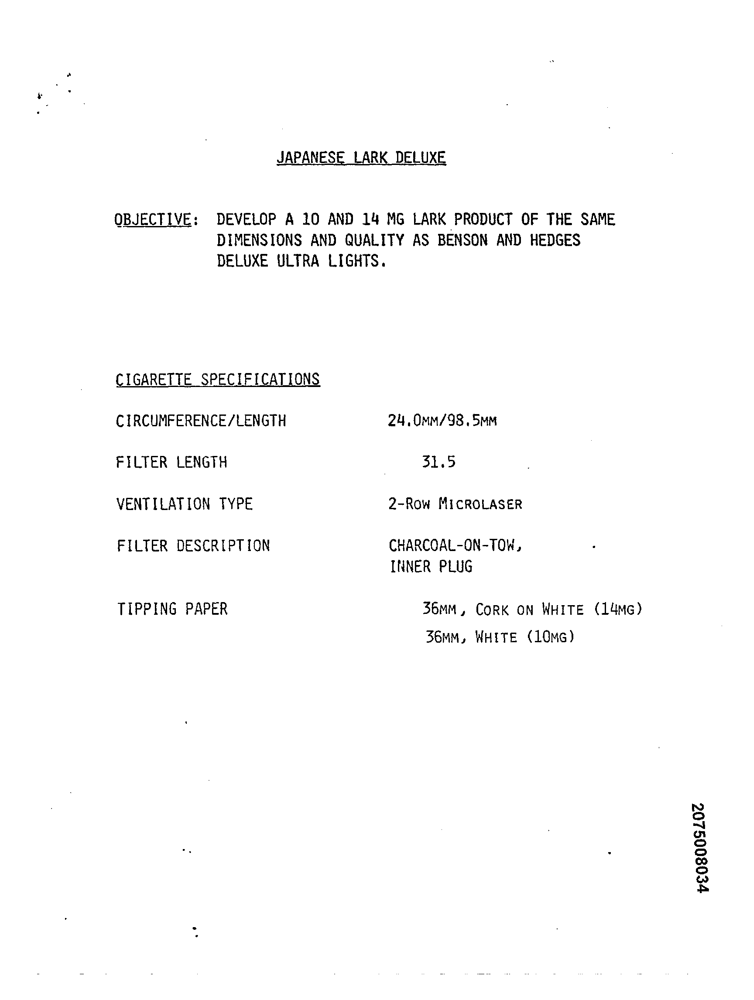 JAPANESE LARK DELUXE
OBJECTIVE: DEVELOP A 10 AND 14 MG LARK PRODUCT OF THE SAME
DIMENSIONS AND QUALITY AS BENSON AND HEDGES
DELUXE ULTRA LIGHTS.
CIGARETTE SPECIFICATIONS
CIRCUMFERENCE/LENGTH 24.0MM/98.5MM
FILTER LENGTH 31.5
VENTILATION TYPE 2-ROW MICROLASER
FILTER DESCRIPTION CHARCOAL-ON-TOW,
INNER PLUG
TIPPING PAPER 36MM, CORK ON WHITE (14MG)
36MM, WHITE (10MG)
2075008034